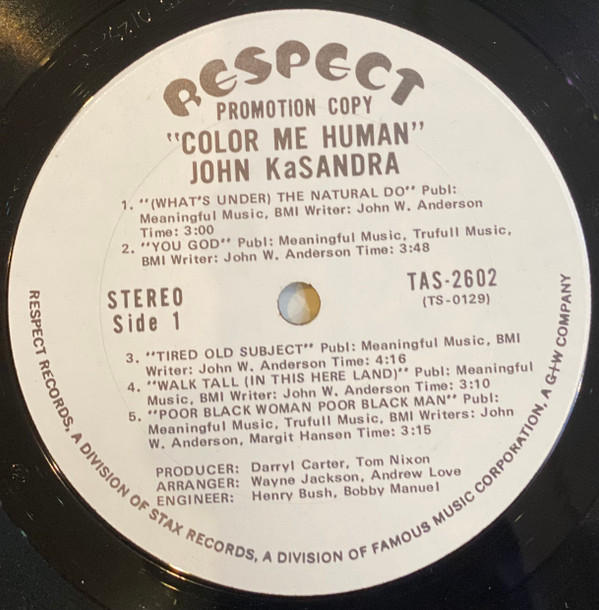 RESPECT
PROMOTION COPY
"COLOR ME HUMAN"
JOHN KaSANDRA
1. "(WHAT'S UNDER) THE NATURAL DO" Publ:
Meaningful Music, BMI Writer: John W. Anderson
Time: 3:00
2. "YOU GOD" Publ: Meaningful Music, Trufull Music,
BMI Writer: John W. Anderson Time: 3:48
STEREO
Side 1
TAS-2602
(TS-0129)
3. "TIRED OLD SUBJECT" Publ: Meaningful Music, BMI
Writer: John W. Anderson Time: 4:16
4. "WALK TALL (IN THIS HERE LAND)" Publ: Meaningful
Music, BMI Writer: John W. Anderson Time: 3:10
5. "POOR BLACK WOMAN POOR BLACK MAN" Publ:
Meaningful Music, Trufull Music, BMI Writers: John
W. Anderson, Margit Hansen Time: 3:15
PRODUCER: Darryl Carter, Tom Nixon
ARRANGER: Wayne Jackson, Andrew Love
ENGINEER: Henry Bush, Bobby Manuel
RESPECT RECORDS, A DIVISION OF STAX RECORDS, A DIVISION OF FAMOUS MUSIC CORPORATION, A G+W COMPANY